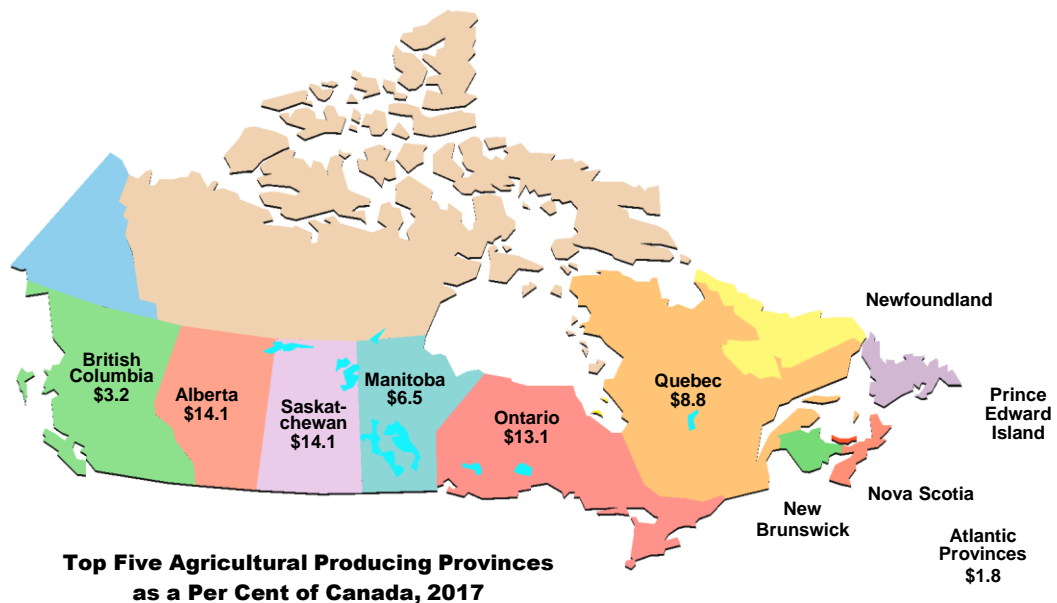 Newfoundland
British
Columbia
$3.2
Alberta
$14.1
Saskat-
chewan
$14.1
Manitoba
$6.5
Ontario
$13.1
Quebec
$8.8
Prince
Edward
Island
Nova Scotia
New
Brunswick
Atlantic
Provinces
$1.8
Top Five Agricultural Producing Provinces
as a Per Cent of Canada, 2017